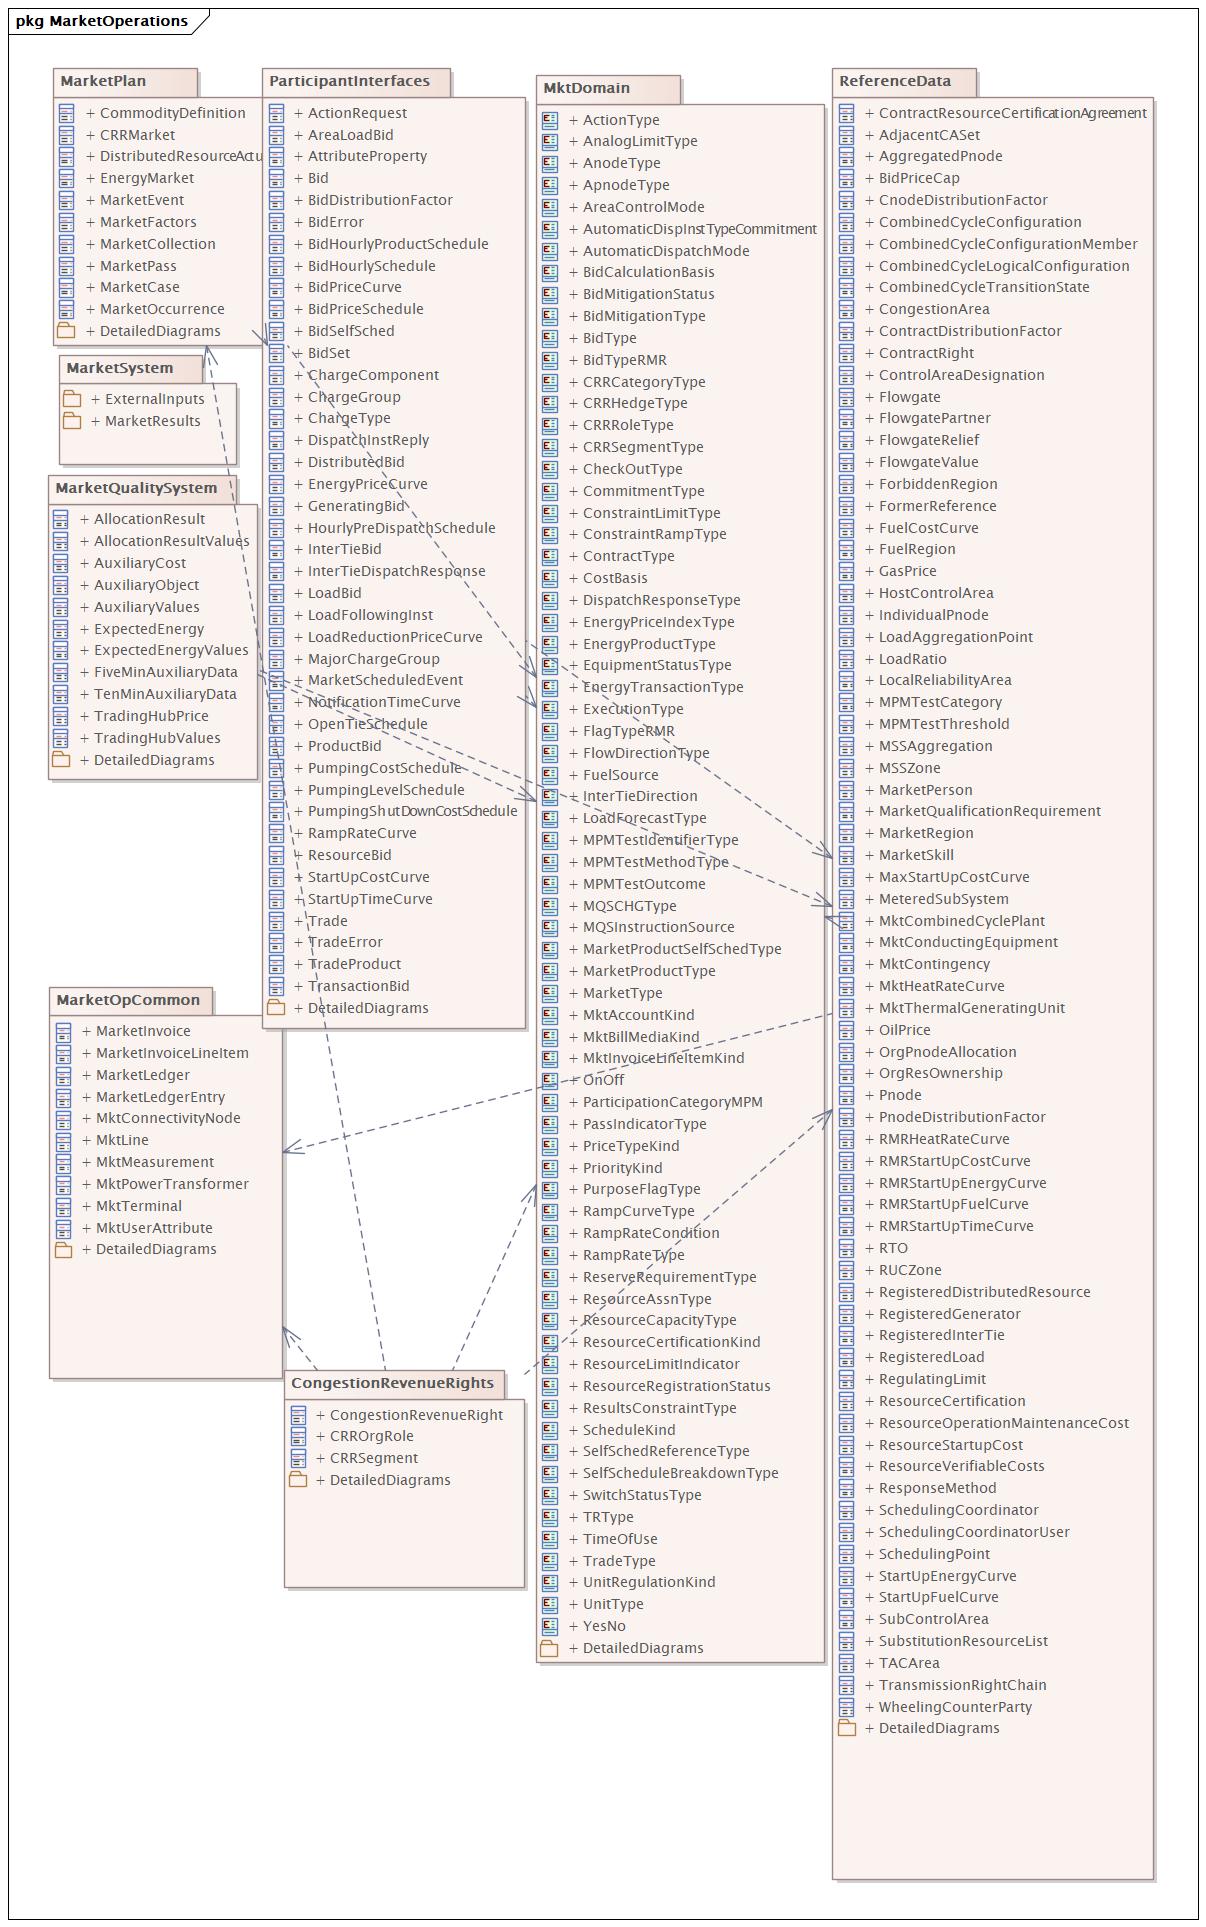 pkg MarketOperations
MarketPlan
+ CommodityDefinition
+ CRRMarket
+ DistributedResourceActu
+ EnergyMarket
+ MarketEvent
+ MarketFactors
+ MarketCollection
+ MarketPass
+ MarketCase
+ MarketOccurrence
+ DetailedDiagrams
MarketSystem
+ ExternalInputs
+ MarketResults
MarketQualitySystem
+ AllocationResult
+ AllocationResultValues
+ AuxiliaryCost
+ AuxiliaryObject
+ AuxiliaryValues
+ ExpectedEnergy
+ ExpectedEnergyValues
+ FiveMinAuxiliaryData
+ TenMinAuxiliaryData
+ TradingHubPrice
+ TradingHubValues
+ DetailedDiagrams
MarketOpCommon
+ MarketInvoice
+ MarketInvoiceLineItem
+ MarketLedger
+ MarketLedgerEntry
+ MktConnectivityNode
+ MktLine
+ MktMeasurement
+ MktPowerTransformer
+ MktTerminal
+ MktUserAttribute
+ DetailedDiagrams
ParticipantInterfaces
+ ActionRequest
+ AreaLoadBid
+ AttributeProperty
+ Bid
+ BidDistributionFactor
+ BidError
+ BidHourlyProductSchedule
+ BidHourlySchedule
+ BidPriceCurve
+ BidPriceSchedule
+ BidSelfSched
+ BidSet
+ ChargeComponent
+ ChargeGroup
+ ChargeType
+ DispatchInstReply
+ DistributedBid
+ EnergyPriceCurve
+ GeneratingBid
+ HourlyPreDispatchSchedule
+ InterTieBid
+ InterTieDispatchResponse
+ LoadBid
+ LoadFollowingInst
+ LoadReductionPriceCurve
+ MajorChargeGroup
+ MarketScheduledEvent
+ NotificationTimeCurve
+ OpenTieSchedule
+ ProductBid
+ PumpingCostSchedule
+ PumpingLevelSchedule
+ PumpingShutDownCostSchedule
+ RampRateCurve
+ ResourceBid
+ StartUpCostCurve
+ StartUpTimeCurve
+ Trade
+ TradeError
+ TradeProduct
+ TransactionBid
+ DetailedDiagrams
CongestionRevenueRights
+ CongestionRevenueRight
+ CRROrgRole
+ CRRSegment
+ DetailedDiagrams
MktDomain
+ ActionType
+ AnalogLimitType
+ AnodeType
+ ApnodeType
+ AreaControlMode
+ AutomaticDispInstTypeCommitment
+ AutomaticDispatchMode
+ BidCalculationBasis
+ BidMitigationStatus
+ BidMitigationType
+ BidType
+ BidTypeRMR
+ CRRCategoryType
+ CRRHedgeType
+ CRRRoleType
+ CRRSegmentType
+ CheckOutType
+ CommitmentType
+ ConstraintLimitType
+ ConstraintRampType
+ ContractType
+ CostBasis
+ DispatchResponseType
+ EnergyPriceIndexType
+ EnergyProductType
+ EquipmentStatusType
+ EnergyTransactionType
+ ExecutionType
+ FlagTypeRMR
+ FlowDirectionType
+ FuelSource
+ InterTieDirection
+ LoadForecastType
+ MPMTestIdentifierType
+ MPMTestMethodType
+ MPMTestOutcome
+ MQSCHGType
+ MQSInstructionSource
+ MarketProductSelfSchedType
+ MarketProductType
+ MarketType
+ MktAccountKind
+ MktBillMediaKind
+ MktInvoiceLineItemKind
+ OnOff
+ ParticipationCategoryMPM
+ PassIndicatorType
+ PriceTypeKind
+ PriorityKind
+ PurposeFlagType
+ RampCurveType
+ RampRateCondition
+ RampRateType
+ ReserveRequirementType
+ ResourceAssnType
+ ResourceCapacityType
+ ResourceCertificationKind
+ ResourceLimitIndicator
+ ResourceRegistrationStatus
+ ResultsConstraintType
+ ScheduleKind
+ SelfSchedReferenceType
+ SelfScheduleBreakdownType
+ SwitchStatusType
+ TRType
+ TimeOfUse
+ TradeType
+ UnitRegulationKind
+ UnitType
+ YesNo
+ DetailedDiagrams
ReferenceData
+ ContractResourceCertificationAgreement
+ AdjacentCASet
+ AggregatedPnode
+ BidPriceCap
+ CnodeDistributionFactor
+ CombinedCycleConfiguration
+ CombinedCycleConfigurationMember
+ CombinedCycleLogicalConfiguration
+ CombinedCycleTransitionState
+ CongestionArea
+ ContractDistributionFactor
+ ContractRight
+ ControlAreaDesignation
+ Flowgate
+ FlowgatePartner
+ FlowgateRelief
+ FlowgateValue
+ ForbiddenRegion
+ FormerReference
+ FuelCostCurve
+ FuelRegion
+ GasPrice
+ HostControlArea
+ IndividualPnode
+ LoadAggregationPoint
+ LoadRatio
+ LocalReliabilityArea
+ MPMTestCategory
+ MPMTestThreshold
+ MSSAggregation
+ MSSZone
+ MarketPerson
+ MarketQualificationRequirement
+ MarketRegion
+ MarketSkill
+ MaxStartUpCostCurve
+ MeteredSubSystem
+ MktCombinedCyclePlant
+ MktConductingEquipment
+ MktContingency
+ MktHeatRateCurve
+ MktThermalGeneratingUnit
+ OilPrice
+ OrgPnodeAllocation
+ OrgResOwnership
+ Pnode
+ PnodeDistributionFactor
+ RMRHeatRateCurve
+ RMRStartUpCostCurve
+ RMRStartUpEnergyCurve
+ RMRStartUpFuelCurve
+ RMRStartUpTimeCurve
+ RTO
+ RUCZone
+ RegisteredDistributedResource
+ RegisteredGenerator
+ RegisteredInterTie
+ RegisteredLoad
+ RegulatingLimit
+ ResourceCertification
+ ResourceOperationMaintenanceCost
+ ResourceStartupCost
+ ResourceVerifiableCosts
+ ResponseMethod
+ SchedulingCoordinator
+ SchedulingCoordinatorUser
+ SchedulingPoint
+ StartUpEnergyCurve
+ StartUpFuelCurve
+ SubControlArea
+ SubstitutionResourceList
+ TACArea
+ TransmissionRightChain
+ WheelingCounterParty
+ DetailedDiagrams